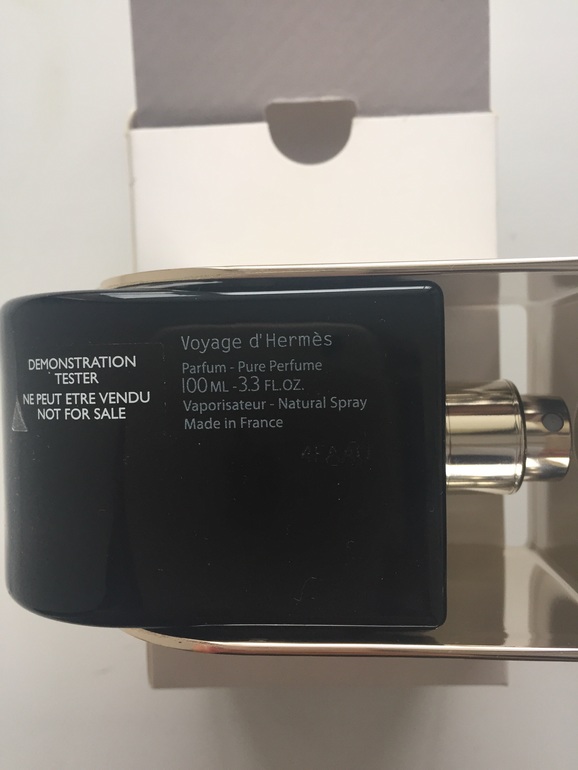 DEMONSTRATION
TESTER
NE PEUT ETRE VENDU
NOT FOR SALE
Voyage d'Hermès
Parfum - Pure Perfume
100 ML - 3.3 FL.OZ.
Vaporisateur - Natural Spray
Made in France